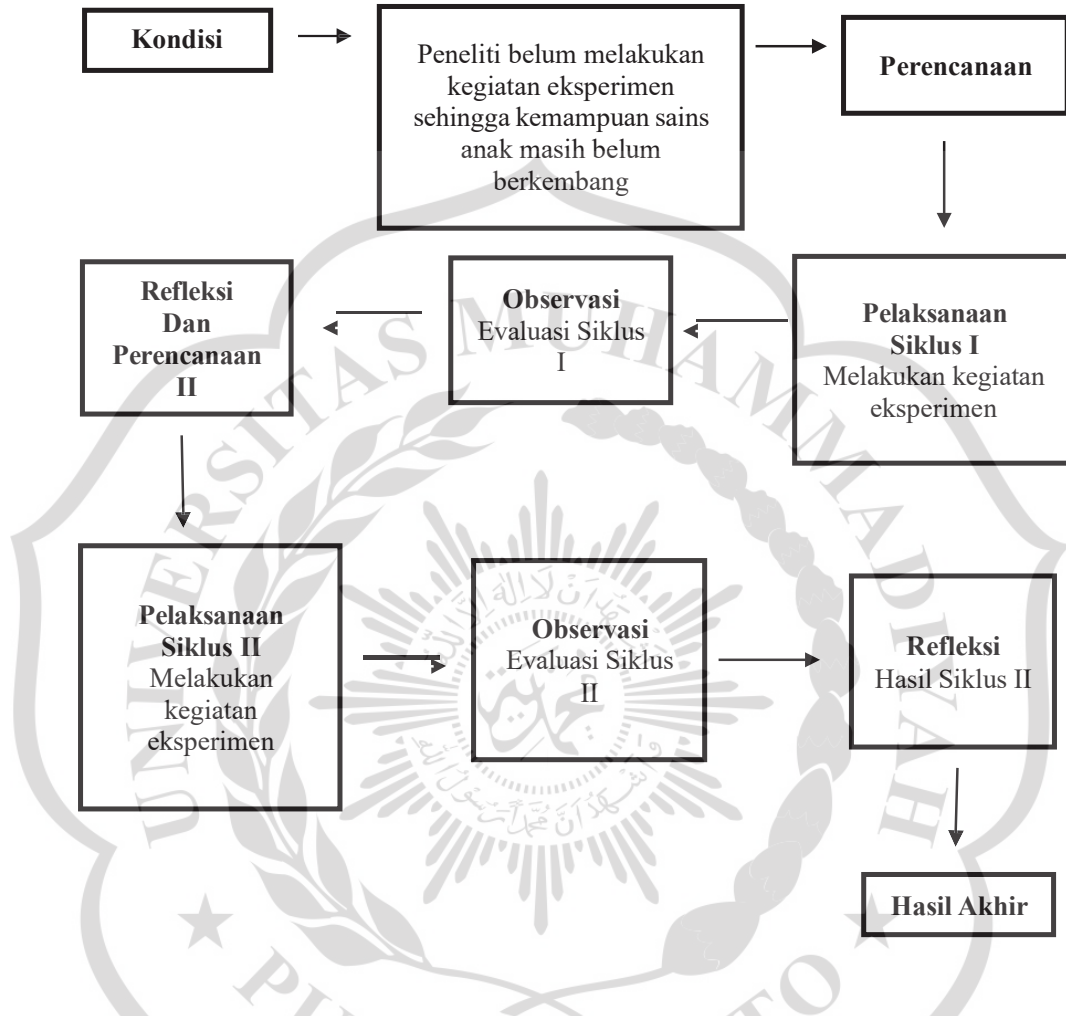 Kondisi
Peneliti belum melakukan
kegiatan eksperimen
sehingga kemampuan sains
anak masih belum
berkembang
Perencanaan
Pelaksanaan
Siklus I
Melakukan kegiatan
eksperimen
Observasi
Evaluasi Siklus
I
Refleksi
Dan
Perencanaan
II
Pelaksanaan
Siklus II
Melakukan
kegiatan
eksperimen
Observasi
Evaluasi Siklus
II
Refleksi
Hasil Siklus II
Hasil Akhir
UNIVERSITAS MUHAMMADIYAH